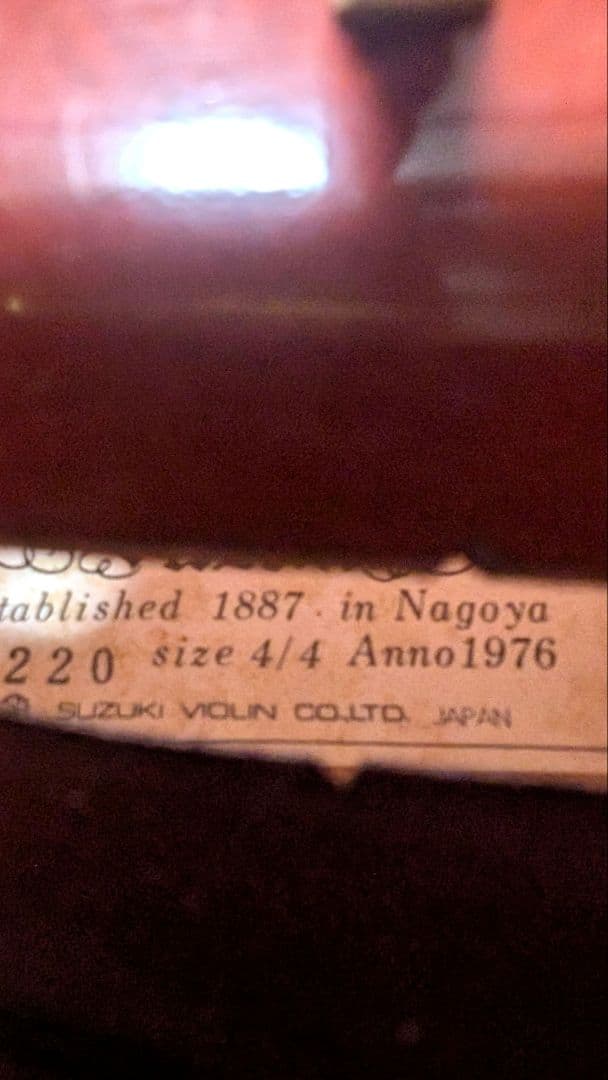 tablished 1887 in Nagoya
220 size 4/4 Anno1976
SUZUKI VIOLIN CO.LTD. JAPAN